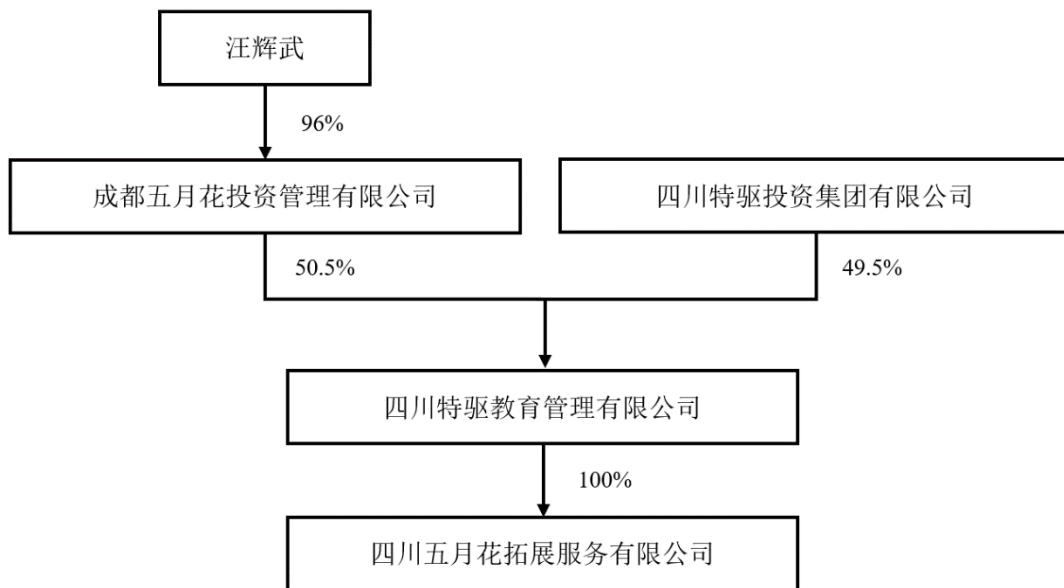 汪辉武
96%
成都五月花投资管理有限公司
四川特驱投资集团有限公司
50.5%
49.5%
四川特驱教育管理有限公司
100%
四川五月花拓展服务有限公司